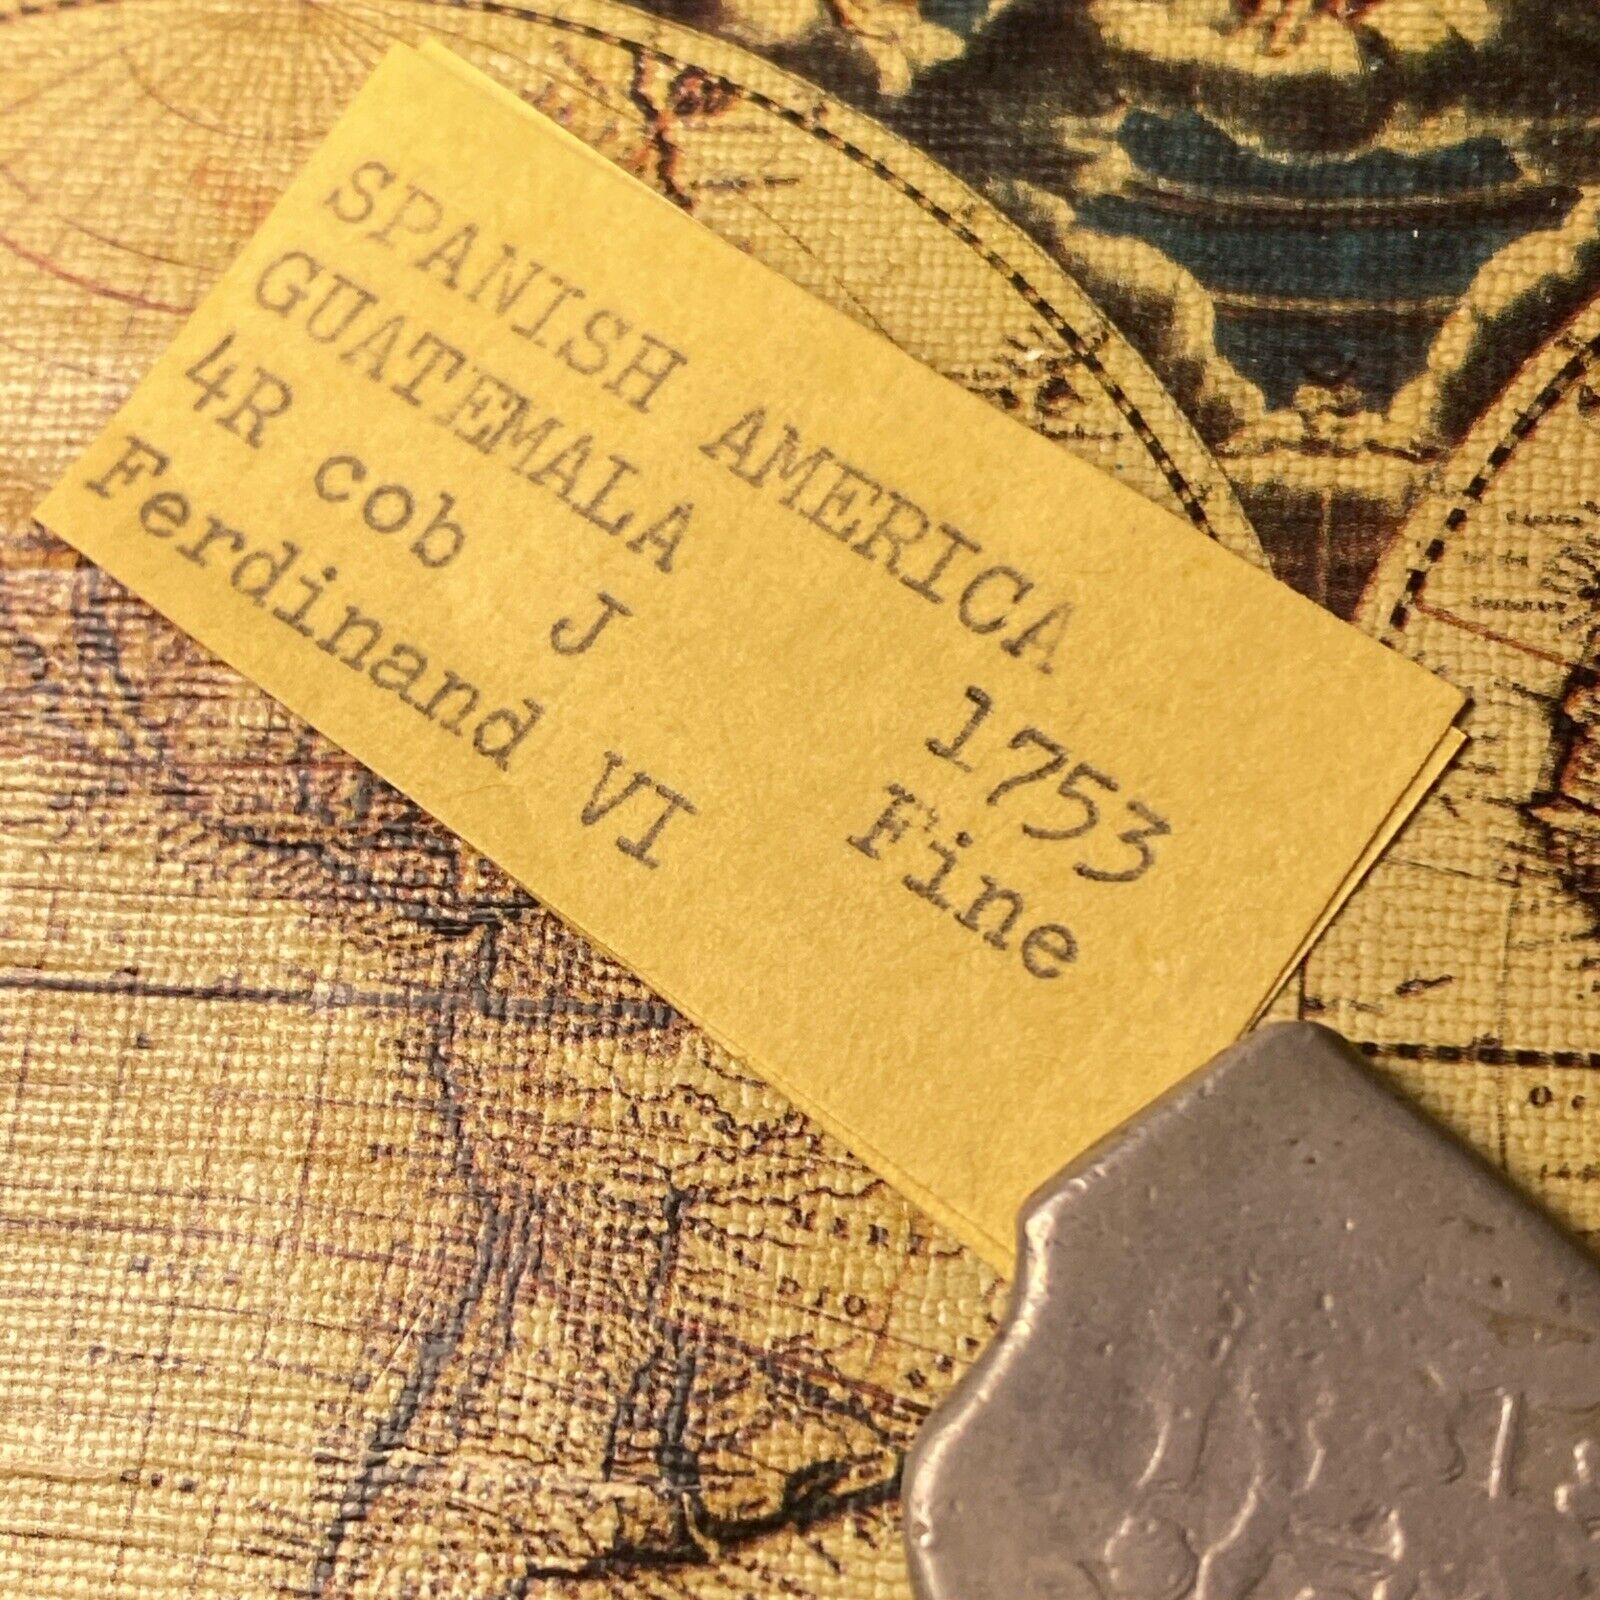 SPANISH AMERICA
GUATEMALA 1753
4R cob J Fine
Ferdinand VI